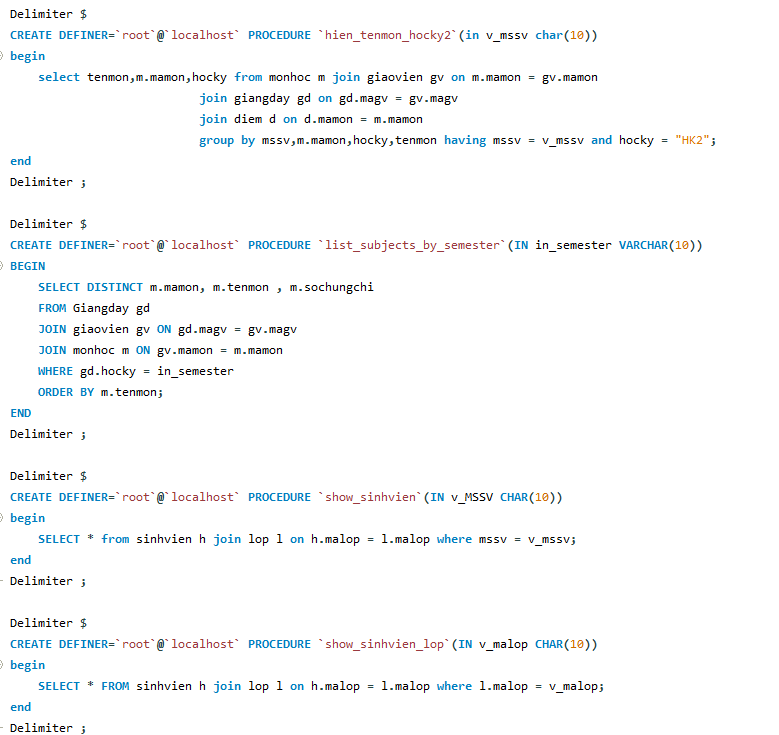 Delimiter $
CREATE DEFINER=`root`@`localhost` PROCEDURE `hien_tenmon_hocky2`(in v_mssv char(10))
begin
    select tenmon,m.mamon,hocky from monhoc m join giaovien gv on m.mamon = gv.mamon
                           join giangday gd on gd.magv = gv.magv
                           join diem d on d.mamon = m.mamon
                           group by mssv,m.mamon,hocky,tenmon having mssv = v_mssv and hocky = "HK2";
end
Delimiter ;

Delimiter $
CREATE DEFINER=`root`@`localhost` PROCEDURE `list_subjects_by_semester`(IN in_semester VARCHAR(10))
BEGIN
    SELECT DISTINCT m.mamon, m.tenmon , m.sochungchi
    FROM Giangday gd
    JOIN giaovien gv ON gd.magv = gv.magv
    JOIN monhoc m ON gv.mamon = m.mamon
    WHERE gd.hocky = in_semester
    ORDER BY m.tenmon;
END
Delimiter ;

Delimiter $
CREATE DEFINER=`root`@`localhost` PROCEDURE `show_sinhvien`(IN v_MSSV CHAR(10))
begin
    SELECT * from sinhvien h join lop l on h.malop = l.malop where mssv = v_mssv;
end
Delimiter ;

Delimiter $
CREATE DEFINER=`root`@`localhost` PROCEDURE `show_sinhvien_lop`(IN v_malop CHAR(10))
begin
    SELECT * FROM sinhvien h join lop l on h.malop = l.malop where l.malop = v_malop;
end
Delimiter ;